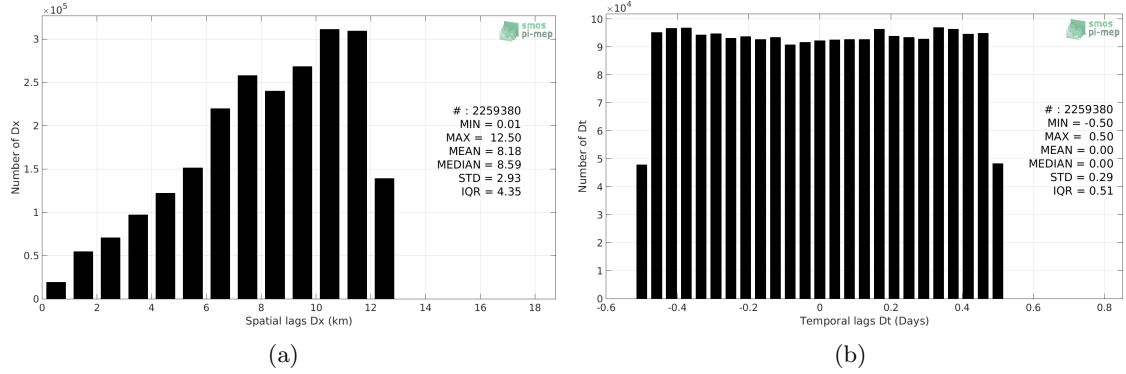 ×10^5
smos
pi-mep
3
2.5
2
1.5
1
0.5
0
Number of Dx
# : 2259380
MIN = 0.01
MAX = 12.50
MEAN = 8.18
MEDIAN = 8.59
STD = 2.93
IQR = 4.35
0 2 4 6 8 10 12 14 16 18
Spatial lags Dx (km)
(a)
×10^4
smos
pi-mep
10
9
8
7
6
5
4
3
2
1
0
Number of Dt
# : 2259380
MIN = -0.50
MAX = 0.50
MEAN = 0.00
MEDIAN = 0.00
STD = 0.29
IQR = 0.51
-0.6 -0.4 -0.2 0 0.2 0.4 0.6 0.8
Temporal lags Dt (Days)
(b)